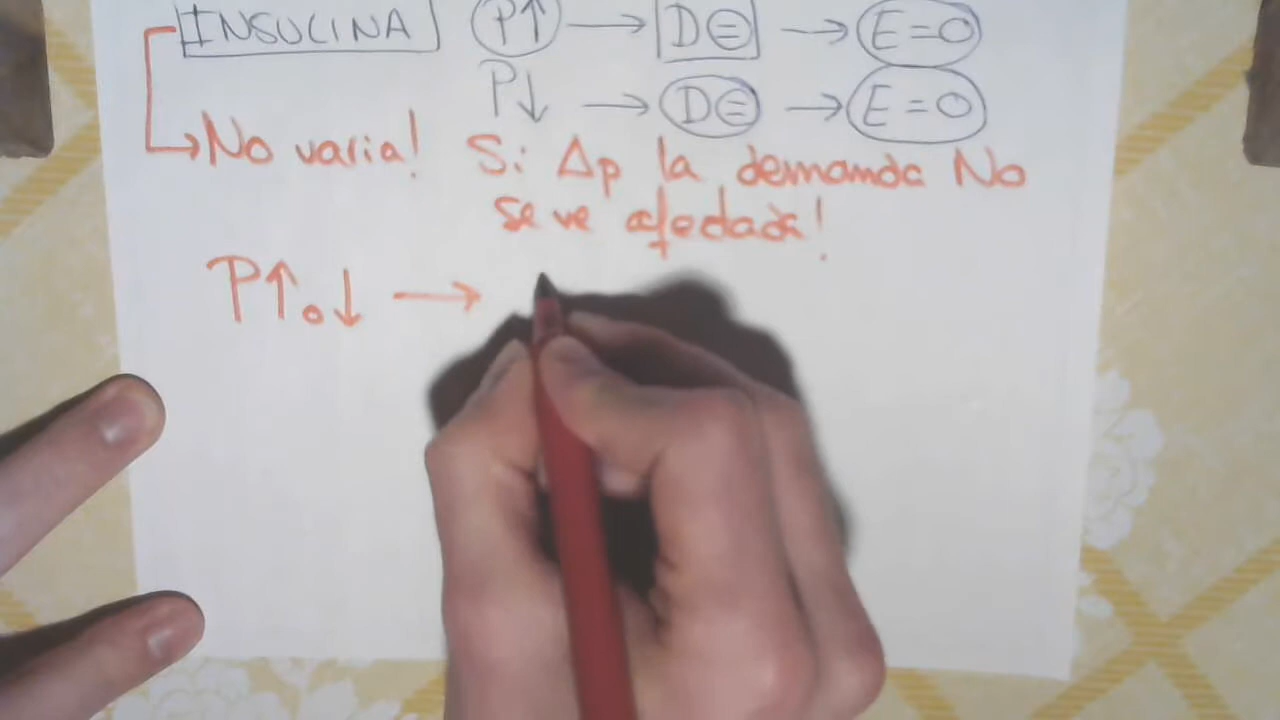 INSULINA P↑ → D= → E=0
P↓ → D= → E=0
No varia! Si Δp la demanda No
se ve afectada!
P↑o↓ →